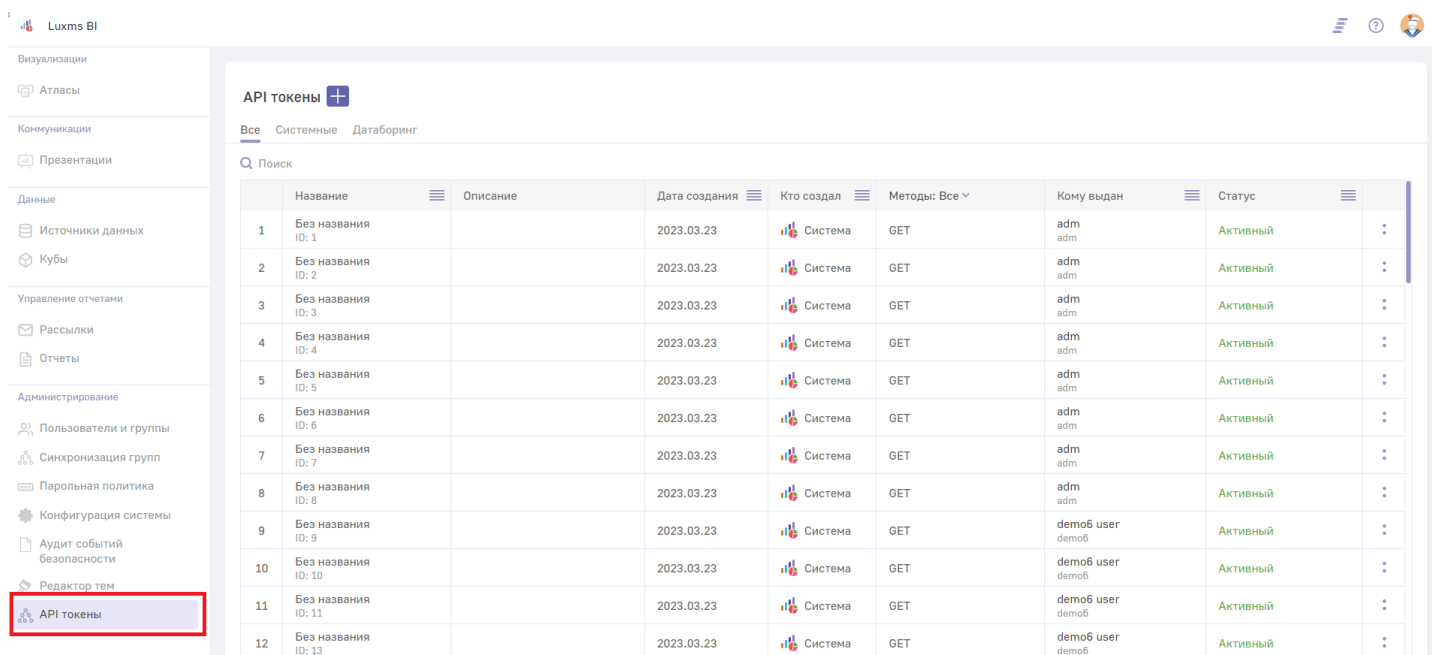 Luxms BI
Визуализации
Атласы
Коммуникации
Презентации
Данные
Источники данных
Кубы
Управление отчетами
Рассылки
Отчеты
Администрирование
Пользователи и группы
Синхронизация групп
Парольная политика
Конфигурация системы
Аудит событий
безопасности
Редактор тем
API токены
API токены
Все Системные Датаборинг
Поиск
Название Описание Дата создания Кто создал Методы: Все Кому выдан Статус
1 Без названия 2023.03.23 Система GET adm Активный
ID: 1 adm
2 Без названия 2023.03.23 Система GET adm Активный
ID: 2 adm
3 Без названия 2023.03.23 Система GET adm Активный
ID: 3 adm
4 Без названия 2023.03.23 Система GET adm Активный
ID: 4 adm
5 Без названия 2023.03.23 Система GET adm Активный
ID: 5 adm
6 Без названия 2023.03.23 Система GET adm Активный
ID: 6 adm
7 Без названия 2023.03.23 Система GET adm Активный
ID: 7 adm
8 Без названия 2023.03.23 Система GET adm Активный
ID: 8 adm
9 Без названия 2023.03.23 Система GET demo6 user Активный
ID: 9 demo6
10 Без названия 2023.03.23 Система GET demo6 user Активный
ID: 10 demo6
11 Без названия 2023.03.23 Система GET demo6 user Активный
ID: 11 demo6
12 Без названия 2023.03.23 Система GET demo6 user Активный
ID: 13 demo6